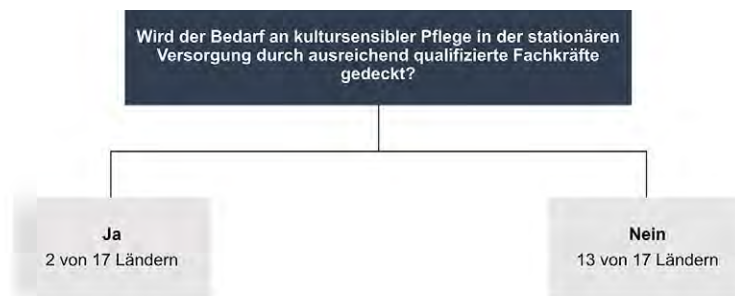 Wird der Bedarf an kultursensibler Pflege in der stationären
Versorgung durch ausreichend qualifizierte Fachkräfte
gedeckt?
Ja
2 von 17 Ländern
Nein
13 von 17 Ländern